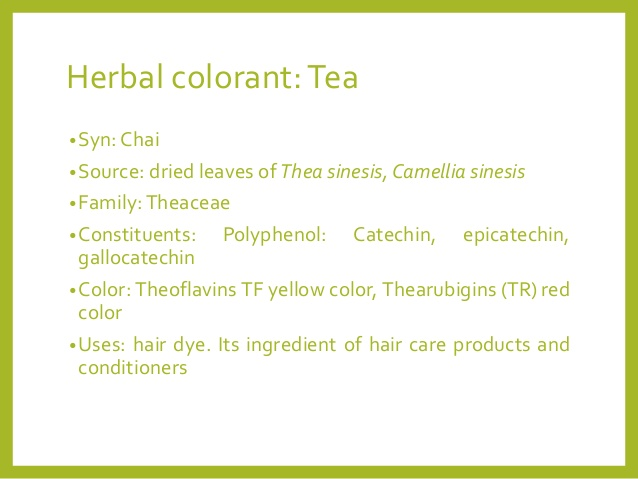 Herbal colorant: Tea
•Syn: Chai
•Source: dried leaves of Thea sinesis, Camellia sinesis
•Family: Theaceae
•Constituents: Polyphenol: Catechin, epicatechin,
gallocatechin
•Color: Theoflavins TF yellow color, Thearubigins (TR) red
color
•Uses: hair dye. Its ingredient of hair care products and
conditioners